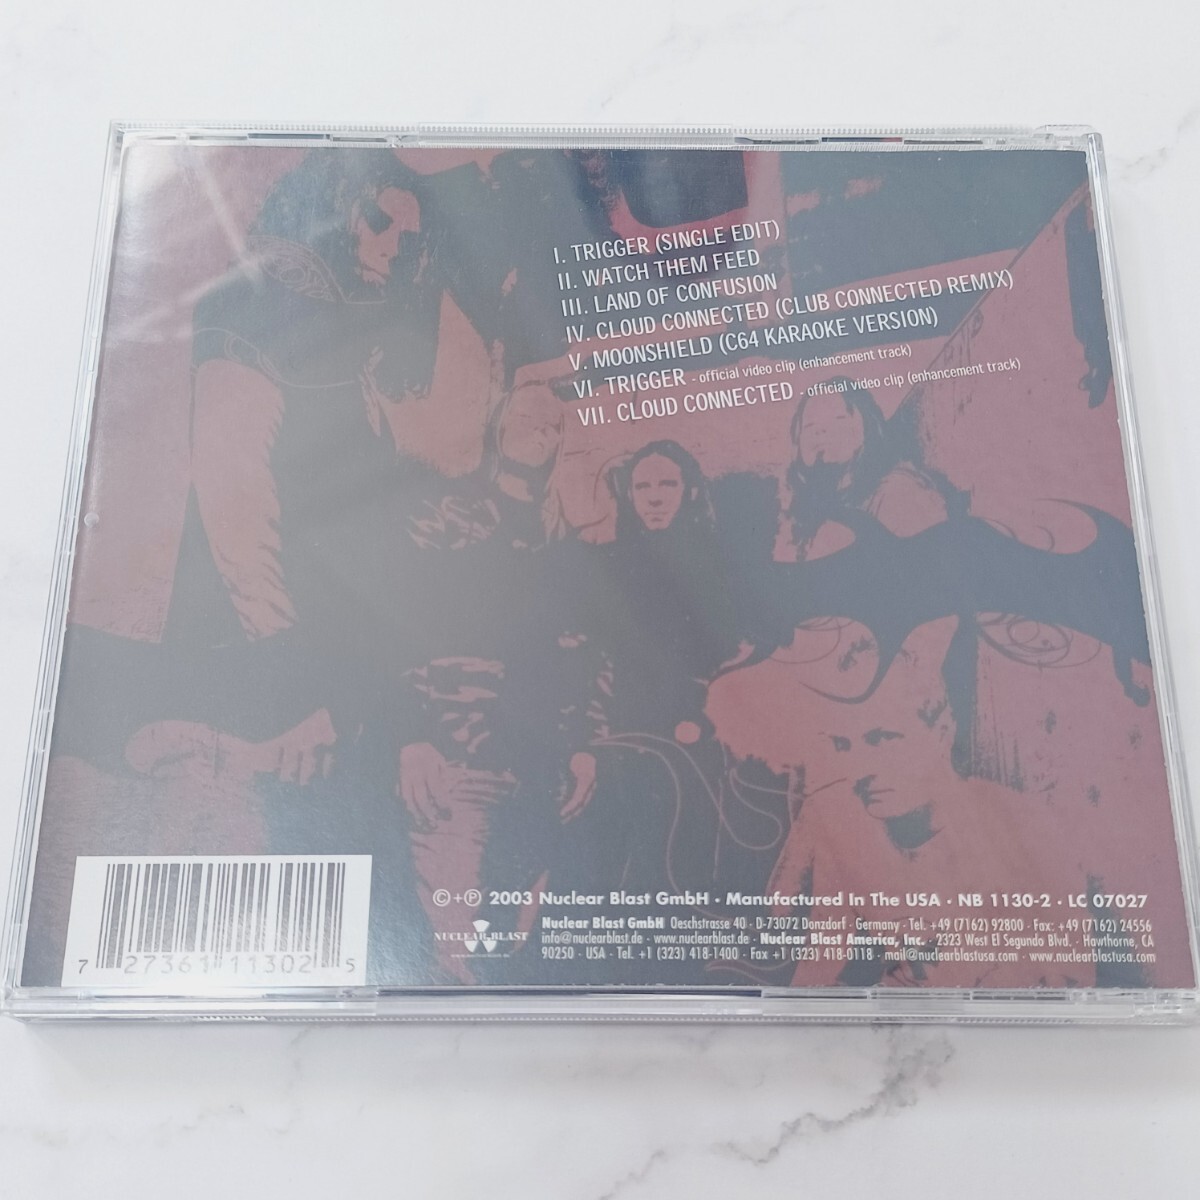 I. TRIGGER (SINGLE EDIT)
II. WATCH THEM FEED
III. LAND OF CONFUSION
IV. CLOUD CONNECTED (CLUB CONNECTED REMIX)
V. MOONSHIELD (C64 KARAOKE VERSION)
VI. TRIGGER - official video clip (enhancement track)
VII. CLOUD CONNECTED - official video clip (enhancement track)
©+℗ 2003 Nuclear Blast GmbH · Manufactured In The USA · NB 1130-2 · LC 07027
Nuclear Blast GmbH Oeschstrasse 40 · D-73072 Donzdorf · Germany · Tel. +49 (7162) 92800 · Fax: +49 (7162) 24556
info@nuclearblast.de · www.nuclearblast.de · Nuclear Blast America, Inc. · 2323 West El Segundo Blvd. · Hawthorne, CA
90250 · USA · Tel. +1 (323) 418-1400 · Fax +1 (323) 418-0118 · mail@nuclearblastusa.com · www.nuclearblastusa.com
NUCLEAR BLAST
7 27361 11302 5